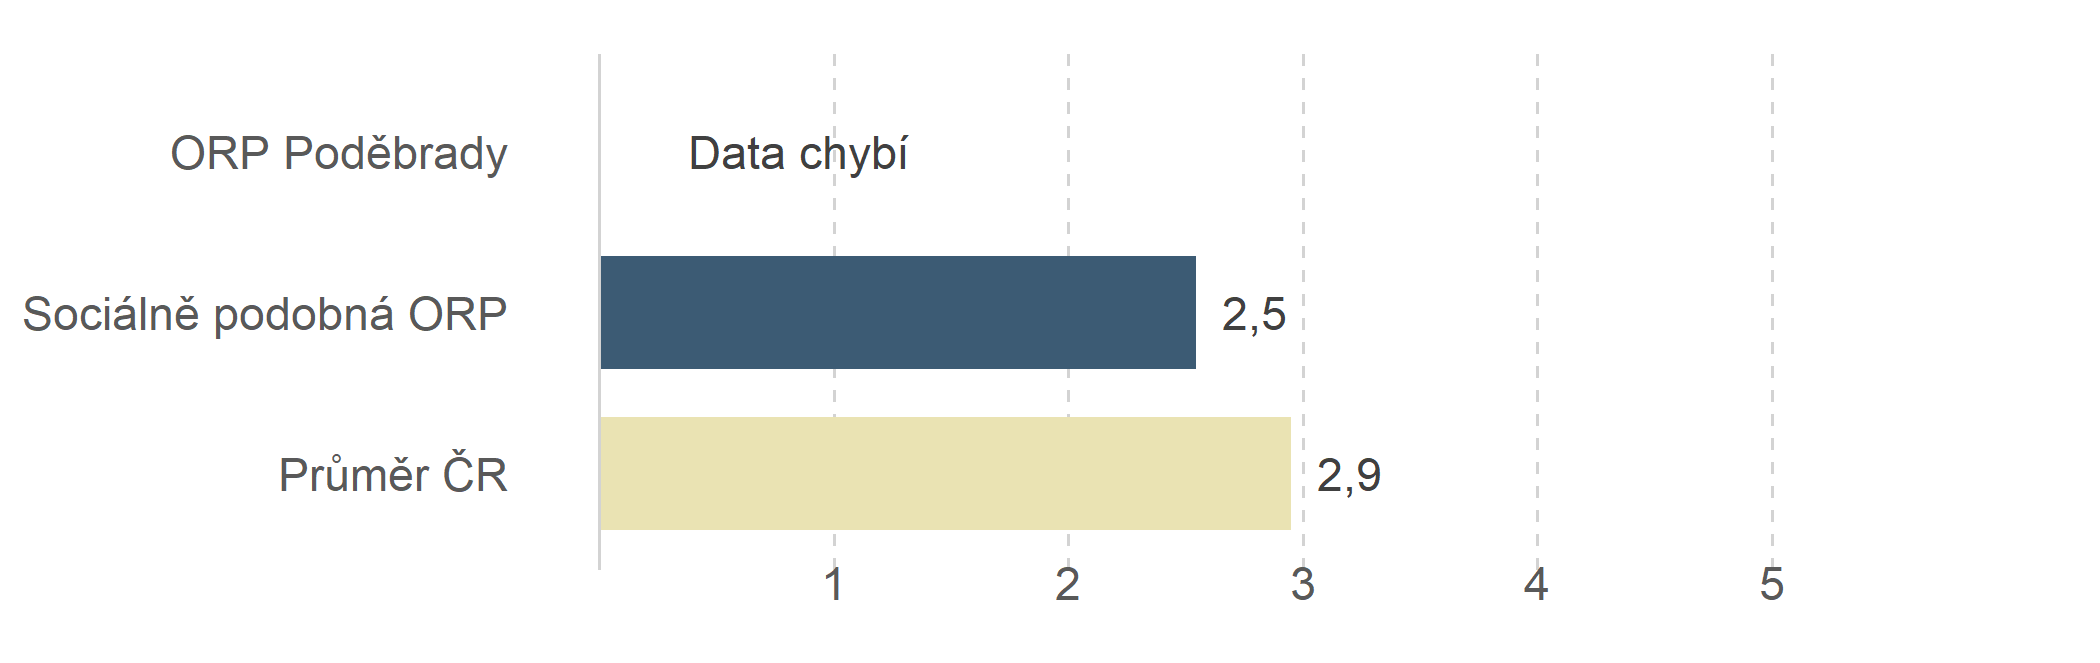 ORP Poděbrady
Data chybí
Sociálně podobná ORP
2,5
Průměr ČR
2,9
1 2 3 4 5